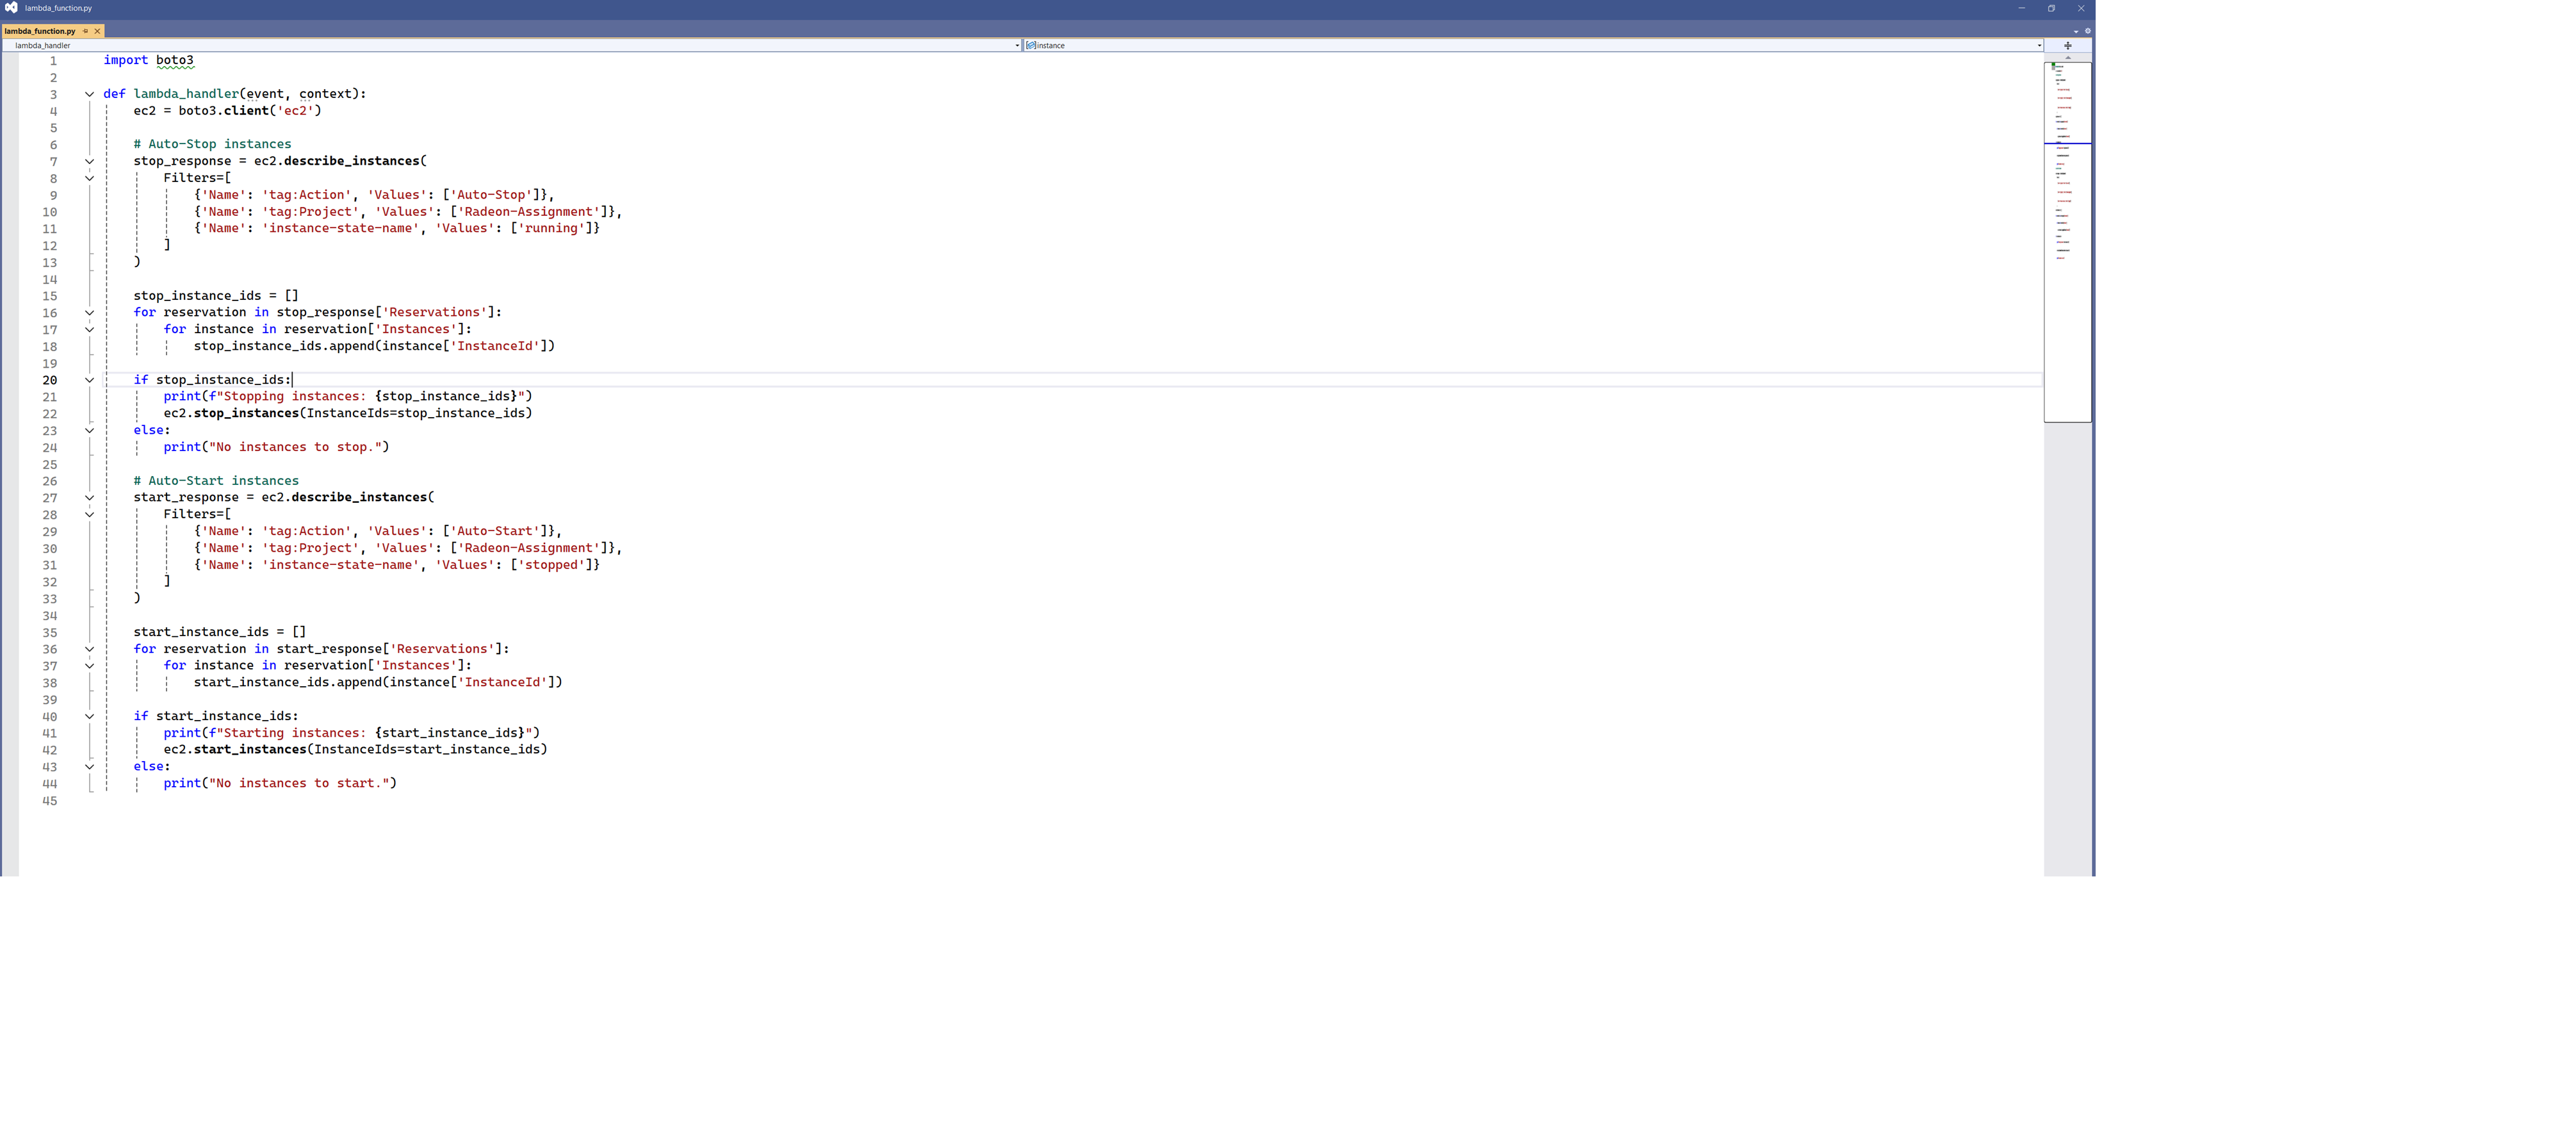 lambda_function.py
lambda_function.py
lambda_handler
instance
1 import boto3
2
3 def lambda_handler(event, context):
4     ec2 = boto3.client('ec2')
5
6     # Auto-Stop instances
7     stop_response = ec2.describe_instances(
8         Filters=[
9             {'Name': 'tag:Action', 'Values': ['Auto-Stop']},
10             {'Name': 'tag:Project', 'Values': ['Radeon-Assignment']},
11             {'Name': 'instance-state-name', 'Values': ['running']}
12         ]
13     )
14
15     stop_instance_ids = []
16     for reservation in stop_response['Reservations']:
17         for instance in reservation['Instances']:
18             stop_instance_ids.append(instance['InstanceId'])
19
20     if stop_instance_ids:
21         print(f"Stopping instances: {stop_instance_ids}")
22         ec2.stop_instances(InstanceIds=stop_instance_ids)
23     else:
24         print("No instances to stop.")
25
26     # Auto-Start instances
27     start_response = ec2.describe_instances(
28         Filters=[
29             {'Name': 'tag:Action', 'Values': ['Auto-Start']},
30             {'Name': 'tag:Project', 'Values': ['Radeon-Assignment']},
31             {'Name': 'instance-state-name', 'Values': ['stopped']}
32         ]
33     )
34
35     start_instance_ids = []
36     for reservation in start_response['Reservations']:
37         for instance in reservation['Instances']:
38             start_instance_ids.append(instance['InstanceId'])
39
40     if start_instance_ids:
41         print(f"Starting instances: {start_instance_ids}")
42         ec2.start_instances(InstanceIds=start_instance_ids)
43     else:
44         print("No instances to start.")
45